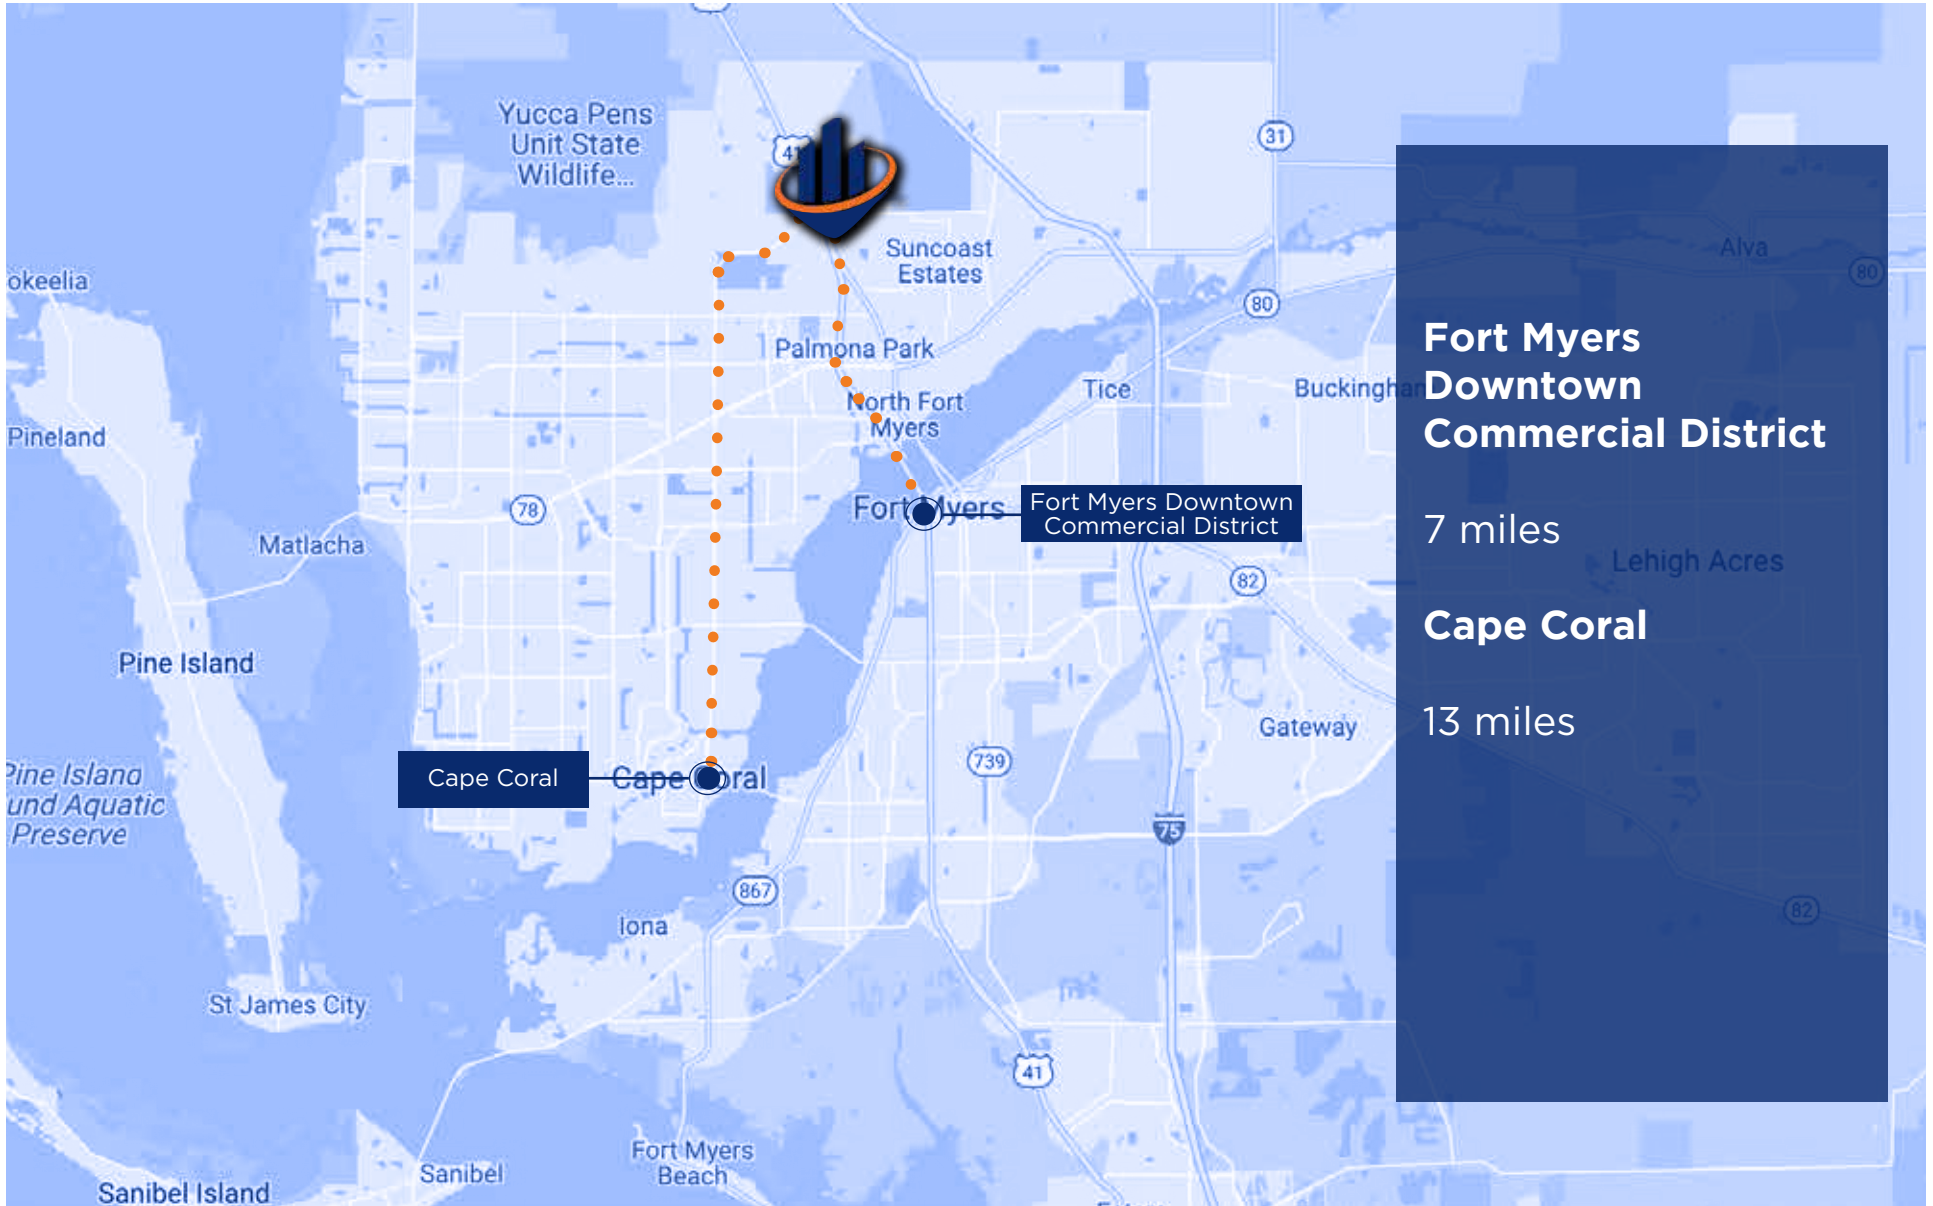 Yucca Pens
Unit State
Wildlife...
41
31
Suncoast
Estates
Alva
80
okeelia
80
Palmona Park
Fort Myers
Downtown
Commercial District
Tice
Buckingha
North Fort
Myers
Pineland
78
Fort Myers
Fort Myers Downtown
Commercial District
7 miles
Matlacha
82
Lehigh Acres
Cape Coral
Pine Island
13 miles
Gateway
739
Cape Coral
Cape Coral
Pine Island
und Aquatic
Preserve
75
867
82
Iona
St James City
41
Fort Myers
Beach
Sanibel
Sanibel Island